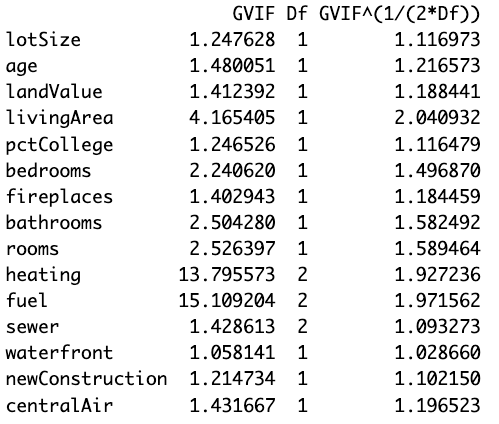 GVIF Df GVIF^(1/(2*Df))
lotSize 1.247628 1 1.116973
age 1.480051 1 1.216573
landValue 1.412392 1 1.188441
livingArea 4.165405 1 2.040932
pctCollege 1.246526 1 1.116479
bedrooms 2.240620 1 1.496870
fireplaces 1.402943 1 1.184459
bathrooms 2.504280 1 1.582492
rooms 2.526397 1 1.589464
heating 13.795573 2 1.927236
fuel 15.109204 2 1.971562
sewer 1.428613 2 1.093273
waterfront 1.058141 1 1.028660
newConstruction 1.214734 1 1.102150
centralAir 1.431667 1 1.196523